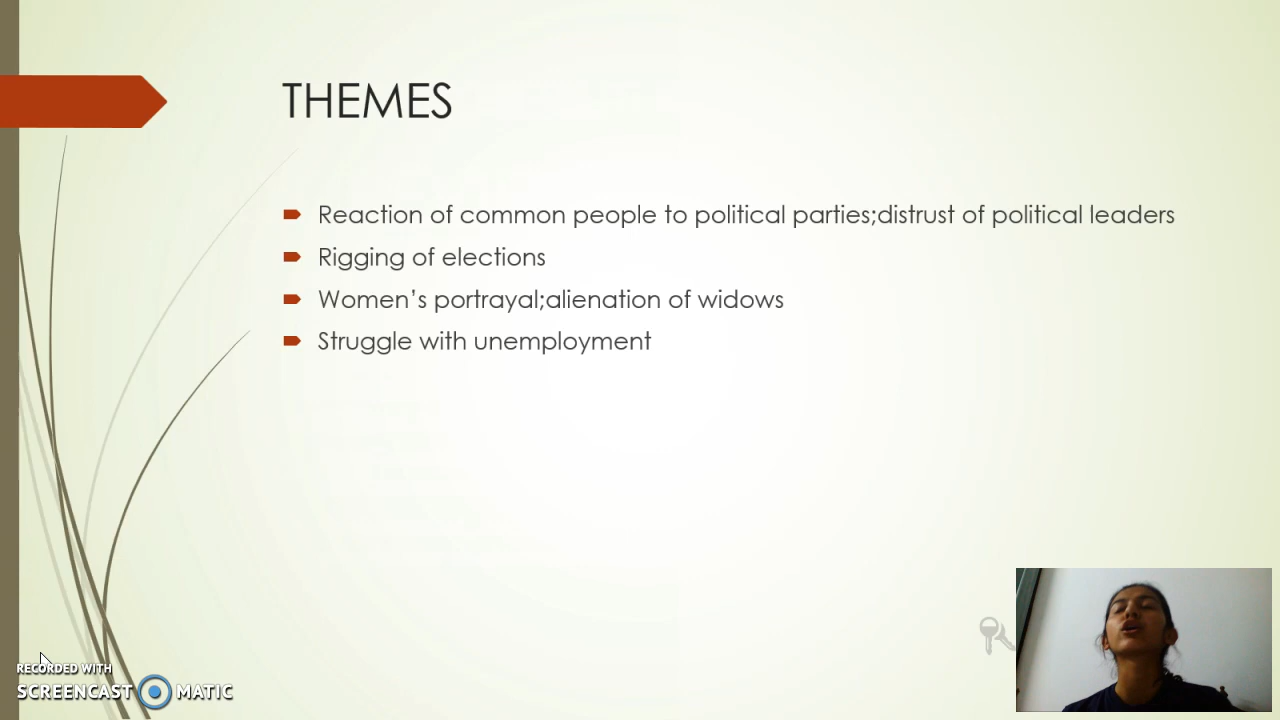 THEMES
Reaction of common people to political parties;distrust of political leaders
Rigging of elections
Women’s portrayal;alienation of widows
Struggle with unemployment
RECORDED WITH
SCREENCAST MATIC